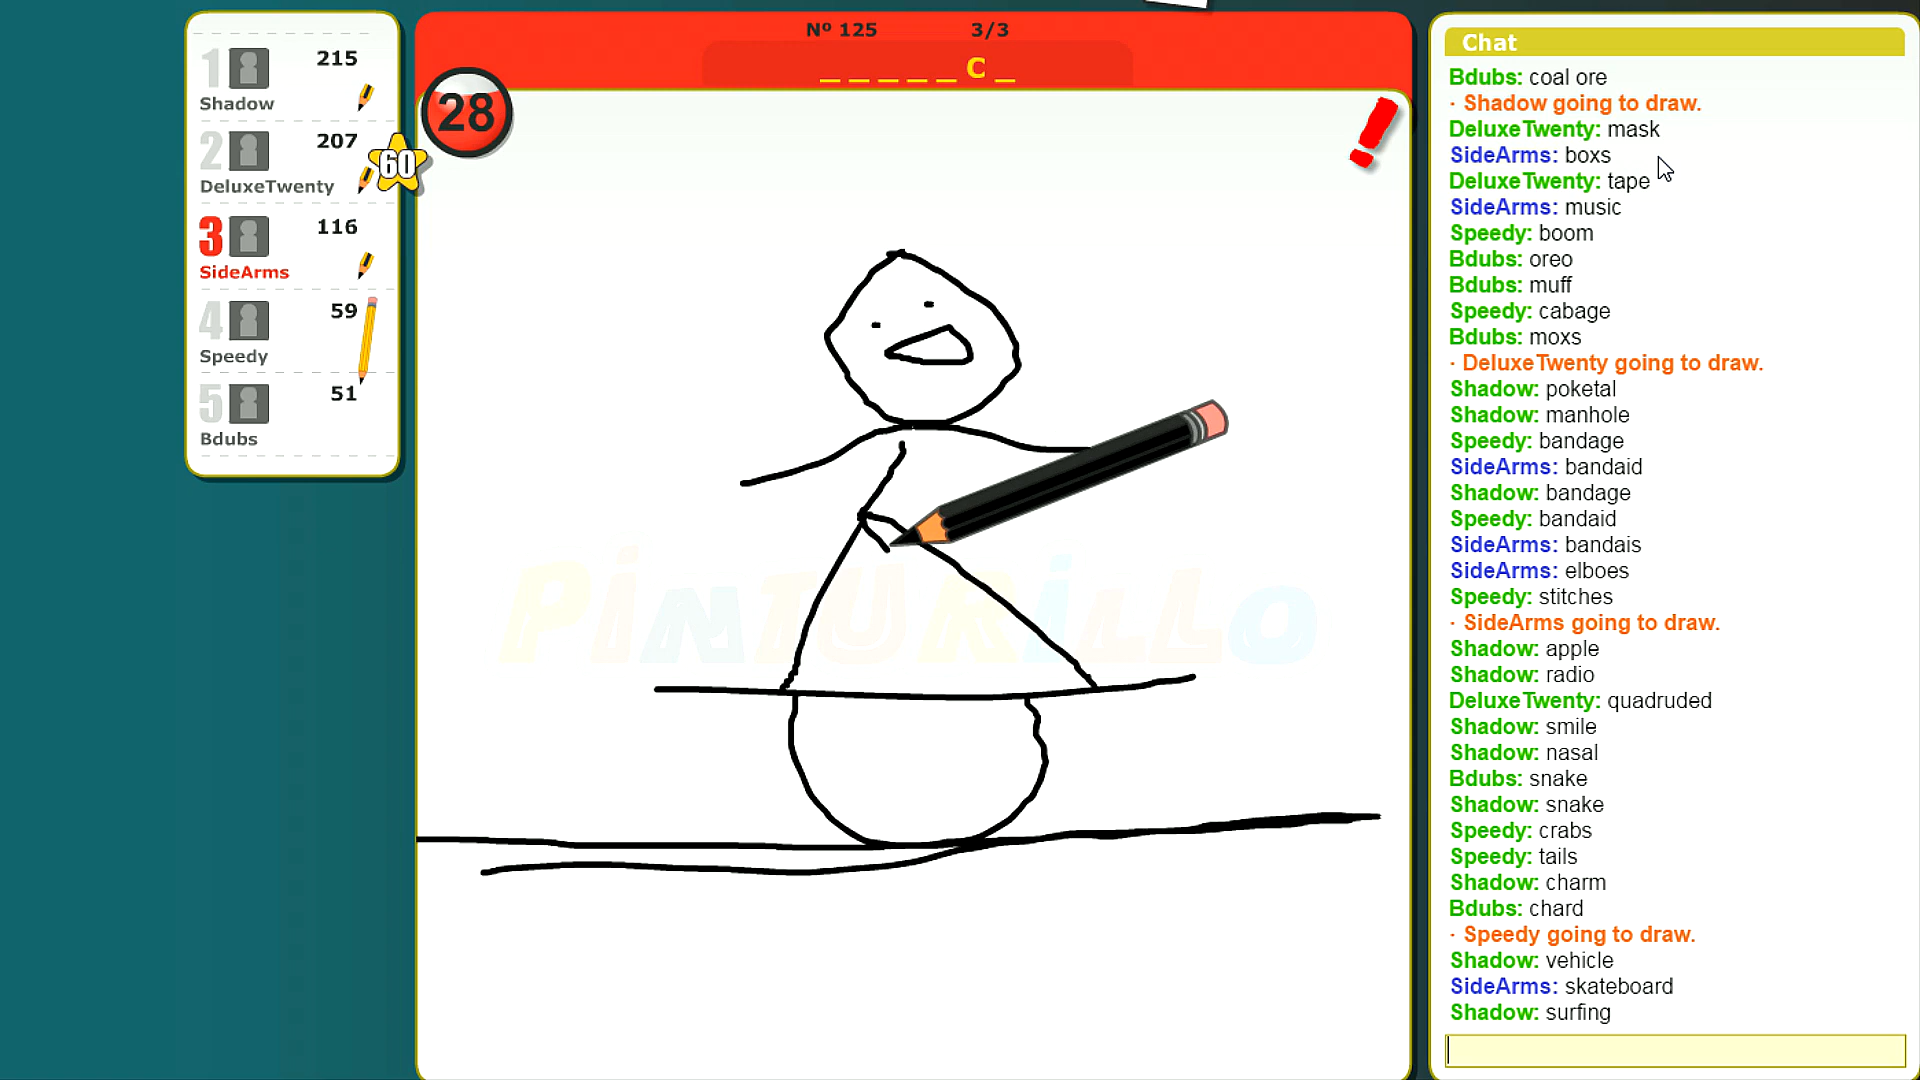 Nº 125 3/3
_ _ _ _ _ C _
28
1 215
Shadow
2 207
60
DeluxeTwenty
3 116
SideArms
4 59
Speedy
5 51
Bdubs
PINTURILLO
Chat
Bdubs: coal ore
· Shadow going to draw.
DeluxeTwenty: mask
SideArms: boxs
DeluxeTwenty: tape
SideArms: music
Speedy: boom
Bdubs: oreo
Bdubs: muff
Speedy: cabage
Bdubs: moxs
· DeluxeTwenty going to draw.
Shadow: poketal
Shadow: manhole
Speedy: bandage
SideArms: bandaid
Shadow: bandage
Speedy: bandaid
SideArms: bandais
SideArms: elboes
Speedy: stitches
· SideArms going to draw.
Shadow: apple
Shadow: radio
DeluxeTwenty: quadruded
Shadow: smile
Shadow: nasal
Bdubs: snake
Shadow: snake
Speedy: crabs
Speedy: tails
Shadow: charm
Bdubs: chard
· Speedy going to draw.
Shadow: vehicle
SideArms: skateboard
Shadow: surfing